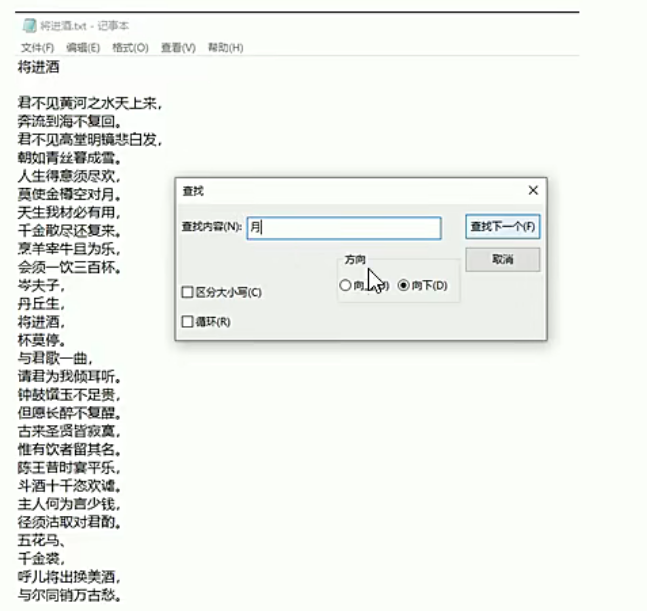 将进酒.txt - 记事本
文件(F) 编辑(E) 格式(O) 查看(V) 帮助(H)
将进酒
君不见黄河之水天上来，
奔流到海不复回。
君不见高堂明镜悲白发，
朝如青丝暮成雪。
人生得意须尽欢，
莫使金樽空对月。
天生我材必有用，
千金散尽还复来。
烹羊宰牛且为乐，
会须一饮三百杯。
岑夫子，
丹丘生，
将进酒，
杯莫停。
与君歌一曲，
请君为我倾耳听。
钟鼓馔玉不足贵，
但愿长醉不复醒。
古来圣贤皆寂寞，
惟有饮者留其名。
陈王昔时宴平乐，
斗酒十千恣欢谑。
主人何为言少钱，
径须沽取对君酌。
五花马、
千金裘，
呼儿将出换美酒，
与尔同销万古愁。
查找
查找内容(N): 月
查找下一个(F)
方向
取消
向 向下(D)
区分大小写(C)
循环(R)